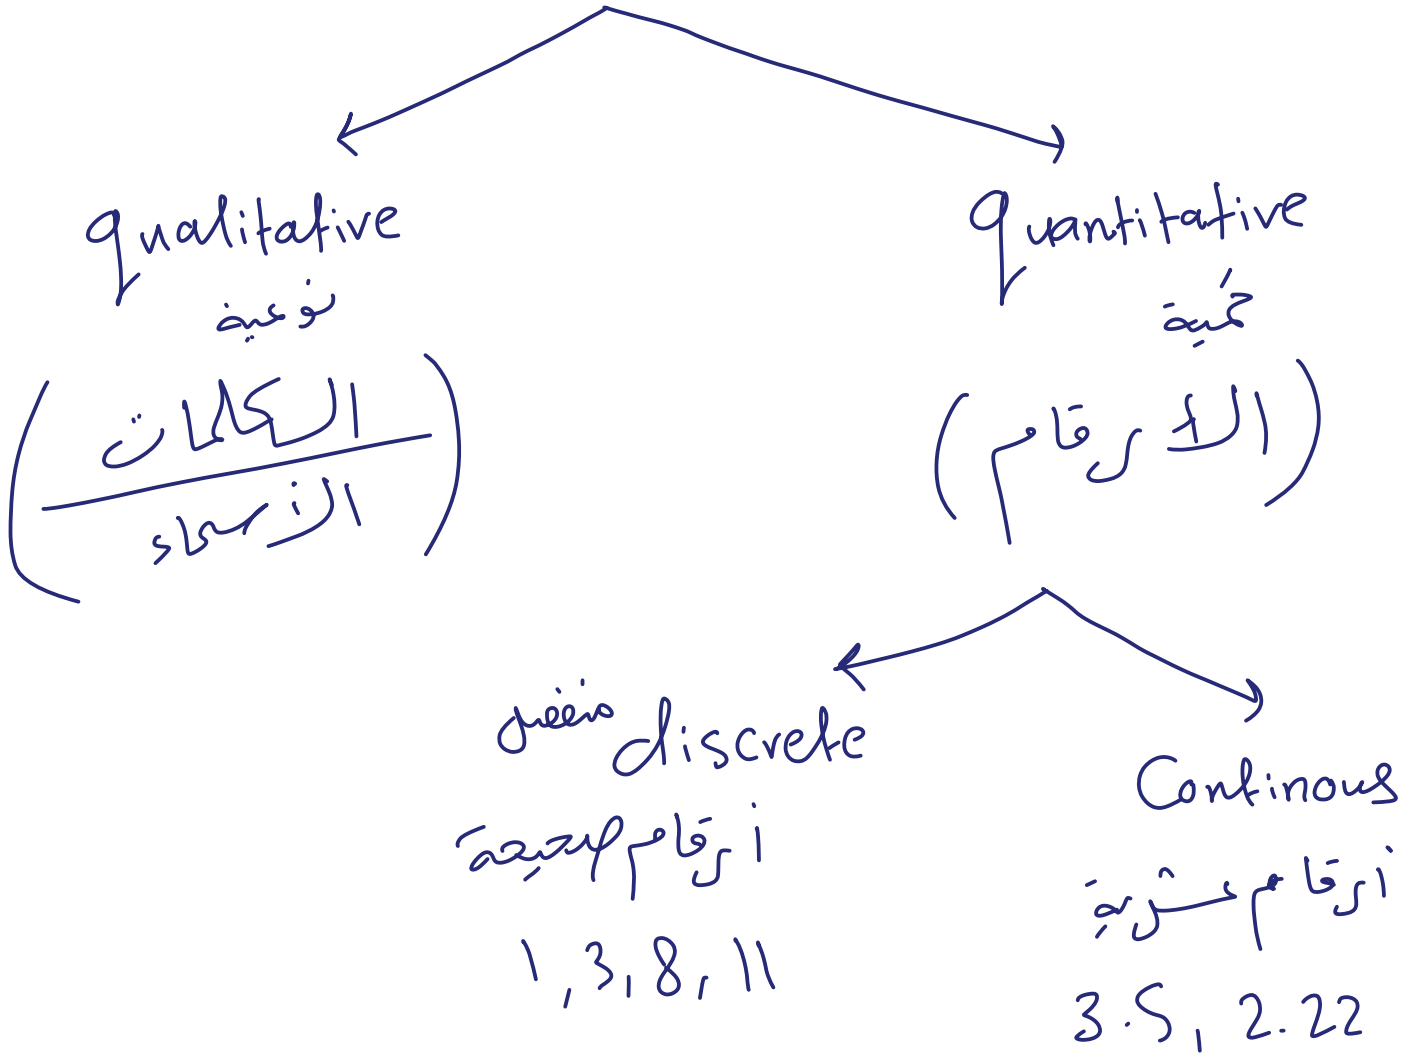 qualitative
quantitative
نوعية
كمية
الكلمات
الأسماء
(الأرقام)
منفصل discrete
Continous
أرقام صحيحة
أرقام عشرية
1, 3, 8, 11
3.5, 2.22